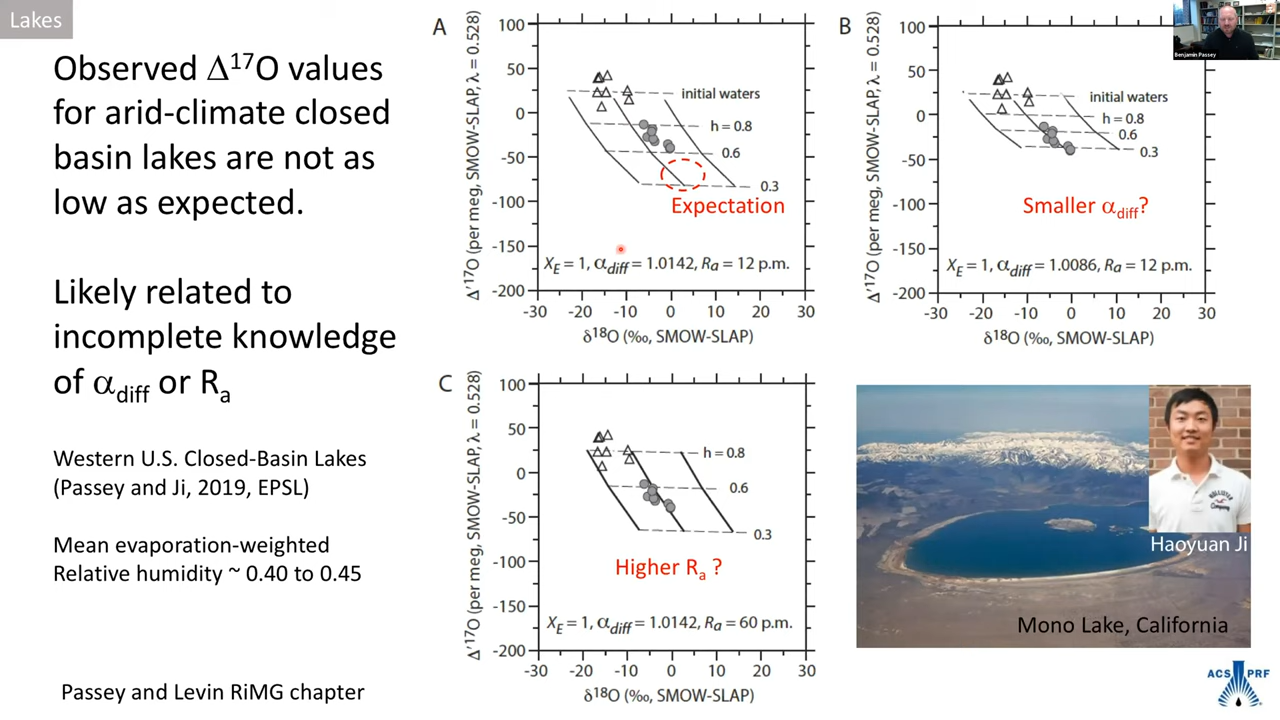 Lakes
Observed Δ¹⁷O values
for arid-climate closed
basin lakes are not as
low as expected.
Likely related to
incomplete knowledge
of αdiff or Ra
Western U.S. Closed-Basin Lakes
(Passey and Ji, 2019, EPSL)
Mean evaporation-weighted
Relative humidity ~ 0.40 to 0.45
Passey and Levin RiMG chapter
A
Δ′¹⁷O (per meg, SMOW-SLAP, λ = 0.528)
100
50
0
-50
-100
-150
-200
initial waters
h = 0.8
0.6
0.3
Expectation
XE = 1, αdiff = 1.0142, Ra = 12 p.m.
-30 -20 -10 0 10 20 30
δ¹⁸O (‰, SMOW-SLAP)
B
Δ′¹⁷O (per meg, SMOW-SLAP, λ = 0.528)
100
50
0
-50
-100
-150
-200
initial waters
h = 0.8
0.6
0.3
Smaller αdiff?
XE = 1, αdiff = 1.0086, Ra = 12 p.m.
-30 -20 -10 0 10 20 30
δ¹⁸O (‰, SMOW-SLAP)
Benjamin Passey
C
Δ′¹⁷O (per meg, SMOW-SLAP, λ = 0.528)
100
50
0
-50
-100
-150
-200
h = 0.8
0.6
0.3
Higher Ra ?
XE = 1, αdiff = 1.0142, Ra = 60 p.m.
-30 -20 -10 0 10 20 30
δ¹⁸O (‰, SMOW-SLAP)
Haoyuan Ji
Mono Lake, California
ACS PRF